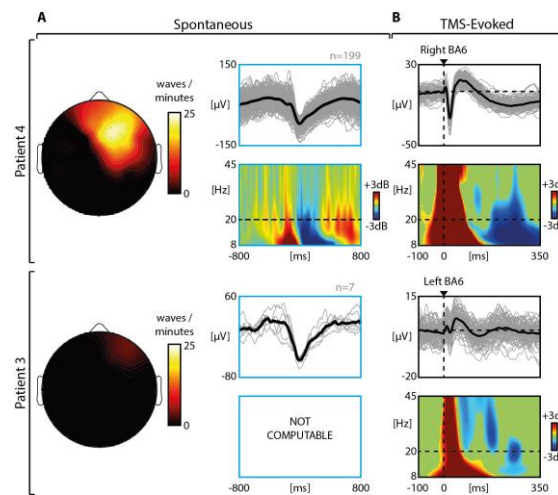 A
Spontaneous
B
TMS-Evoked
Patient 4
waves /
minutes
25
0
n=199
150
[μV]
-150
45
[Hz]
20
8
-800
[ms]
800
+3dB
-3dB
Right BA6
0
30
[μV]
-50
45
[Hz]
20
8
-100
[ms]
350
Patient 3
waves /
minutes
25
0
n=7
60
[μV]
-80
NOT
COMPUTABLE
-800
[ms]
800
Left BA6
0
15
[μV]
-20
45
[Hz]
20
8
-100
[ms]
350